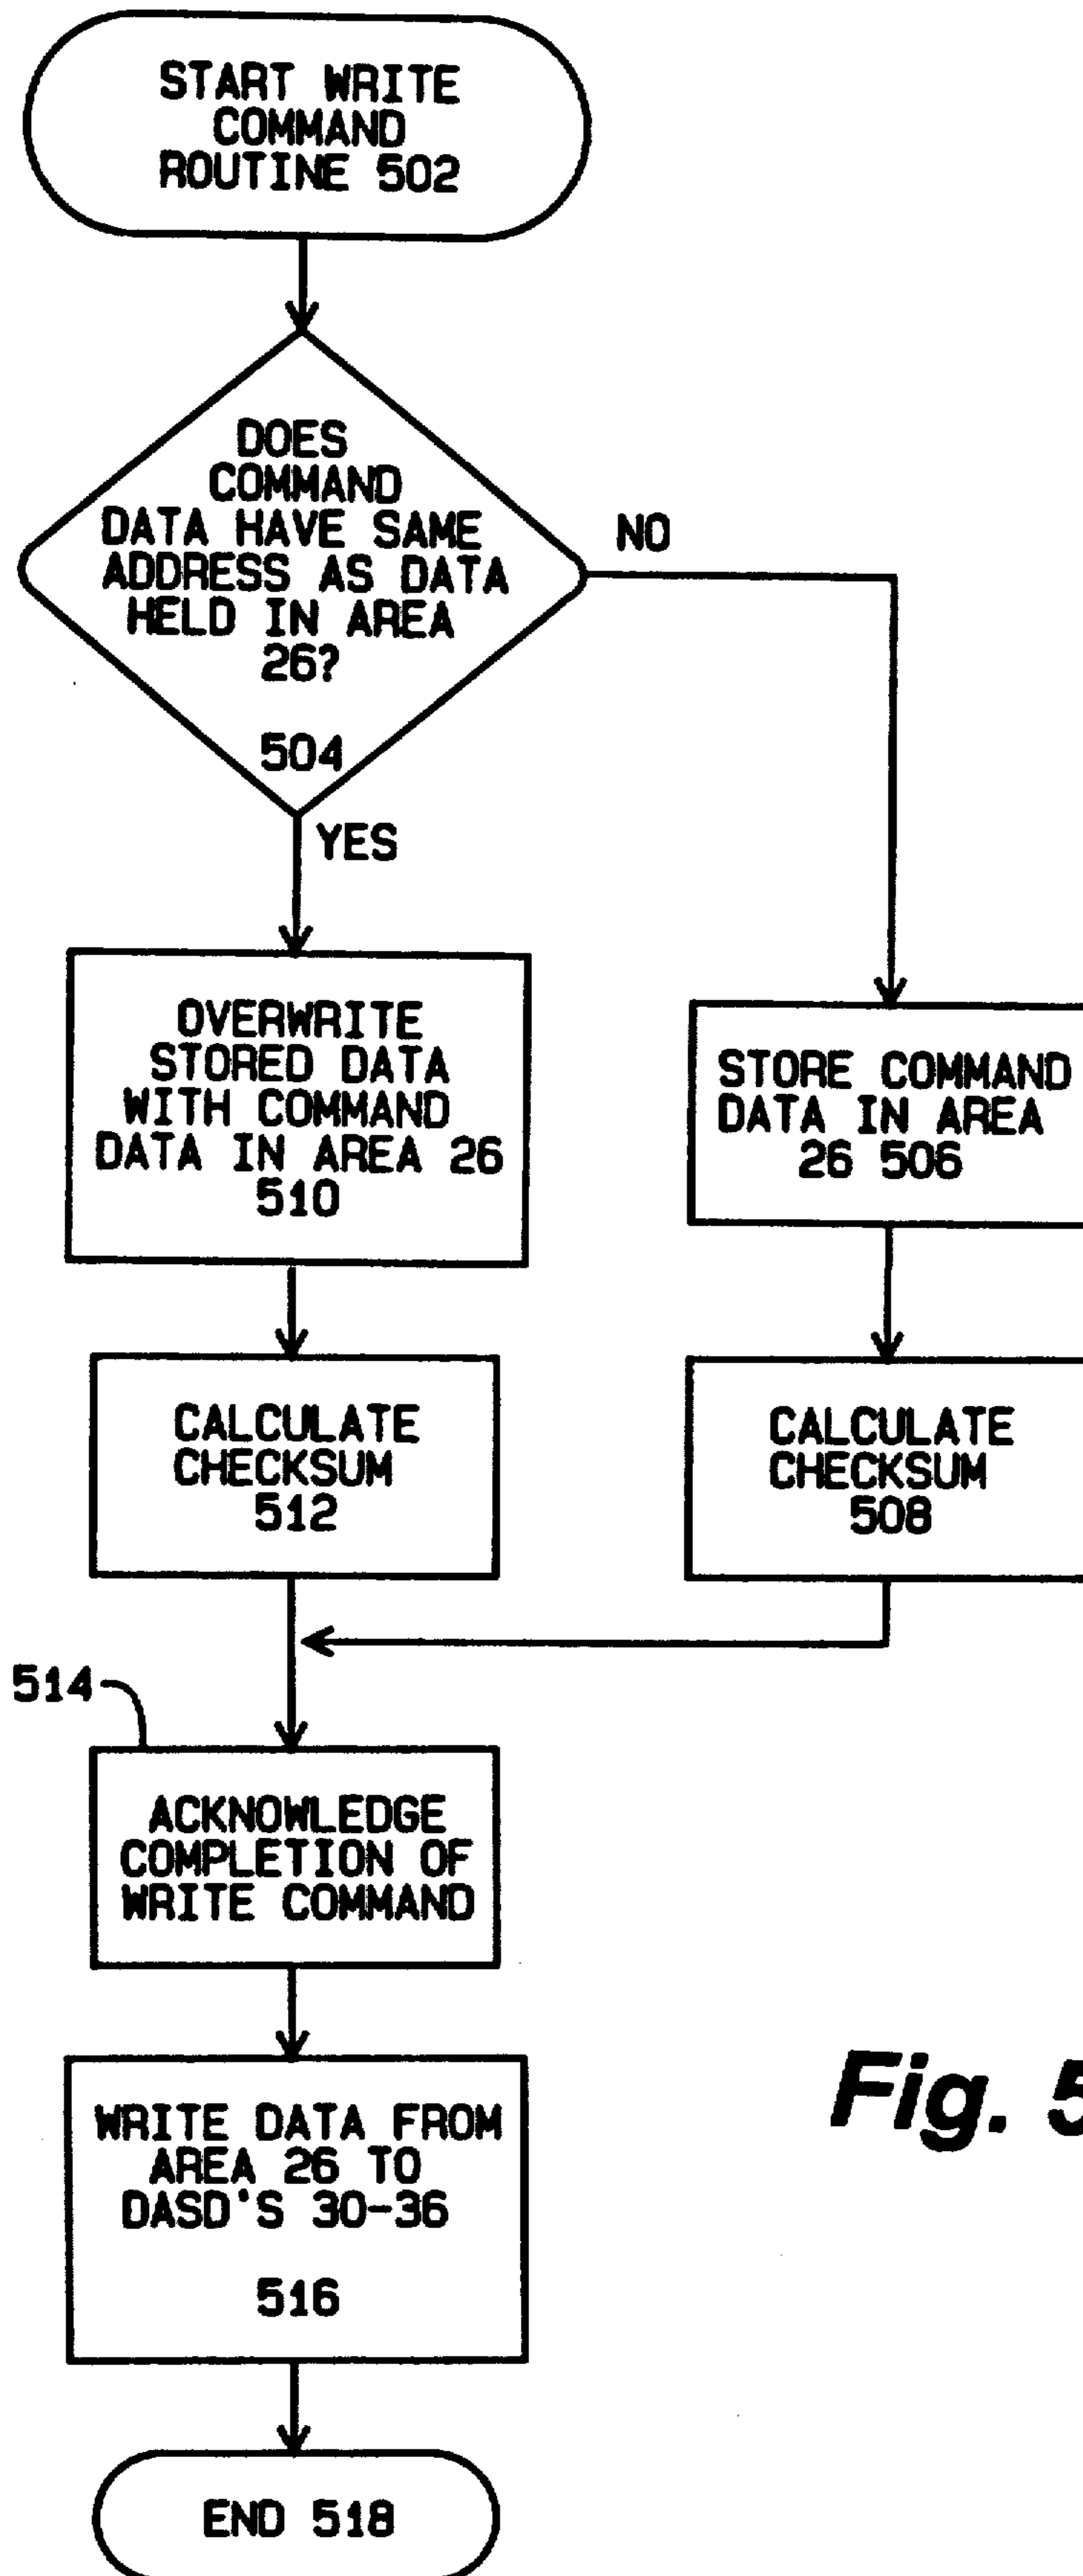 START WRITE
COMMAND
ROUTINE 502
DOES
COMMAND
DATA HAVE SAME
ADDRESS AS DATA
HELD IN AREA
26?
504
NO
YES
OVERWRITE
STORED DATA
WITH COMMAND
DATA IN AREA 26
510
STORE COMMAND
DATA IN AREA
26 506
CALCULATE
CHECKSUM
512
CALCULATE
CHECKSUM
508
514
ACKNOWLEDGE
COMPLETION OF
WRITE COMMAND
WRITE DATA FROM
AREA 26 TO
DASD'S 30-36
516
Fig. 5
END 518